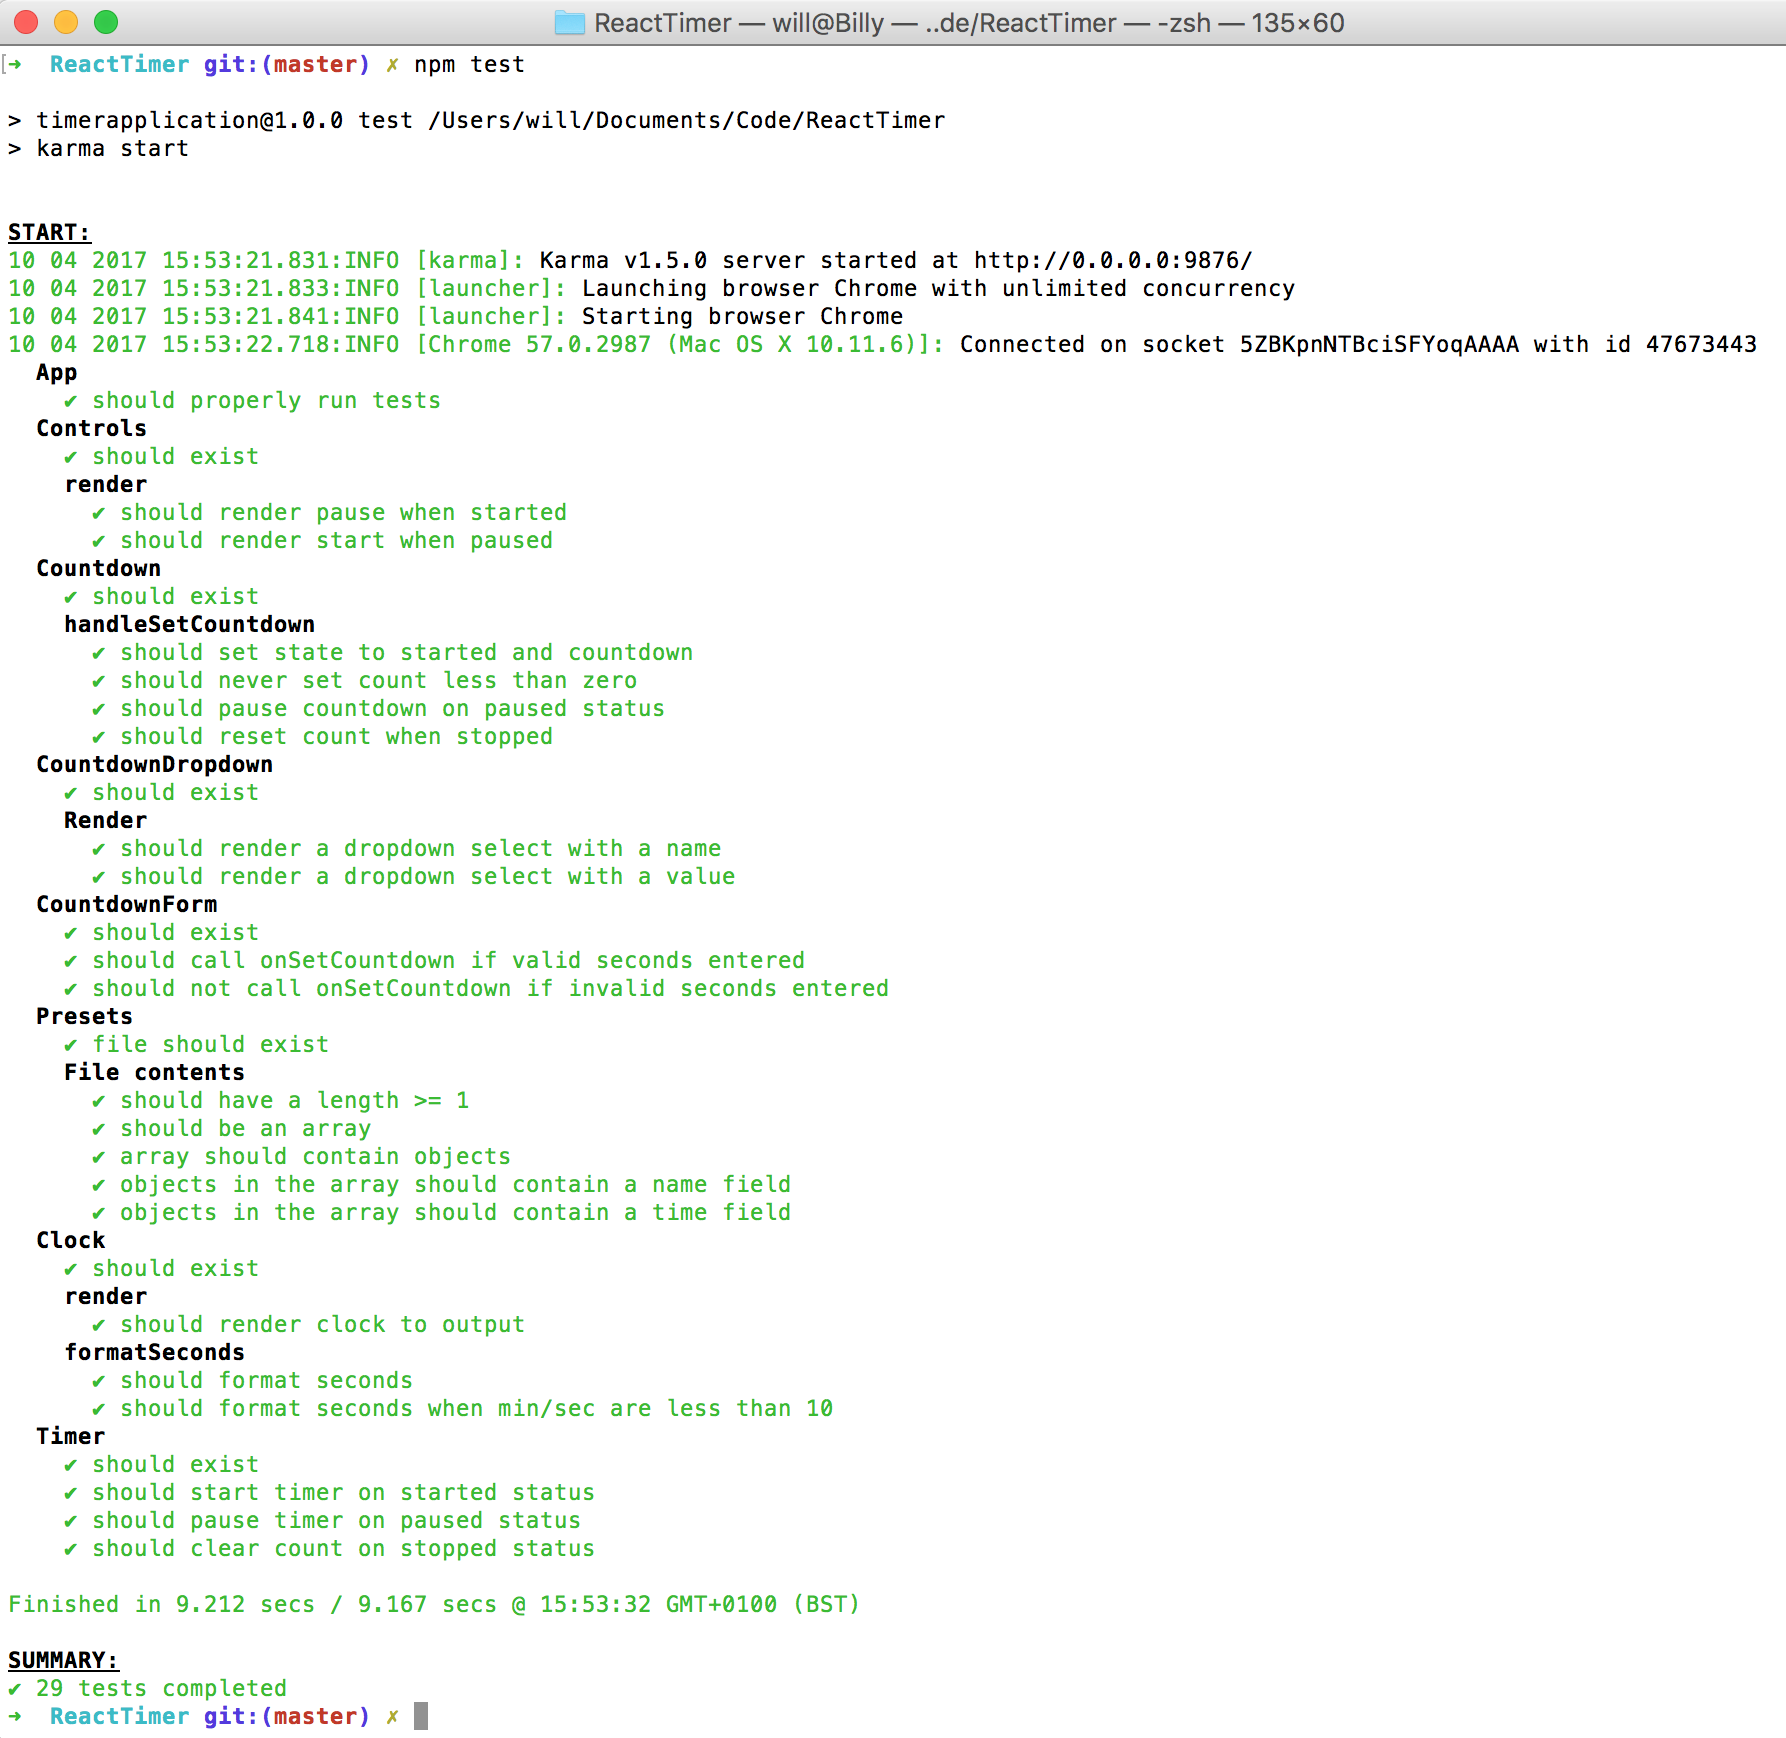 ReactTimer — will@Billy — ..de/ReactTimer — -zsh — 135×60
[➜  ReactTimer git:(master) ✗ npm test
> timerapplication@1.0.0 test /Users/will/Documents/Code/ReactTimer
> karma start
START:
10 04 2017 15:53:21.831:INFO [karma]: Karma v1.5.0 server started at http://0.0.0.0:9876/
10 04 2017 15:53:21.833:INFO [launcher]: Launching browser Chrome with unlimited concurrency
10 04 2017 15:53:21.841:INFO [launcher]: Starting browser Chrome
10 04 2017 15:53:22.718:INFO [Chrome 57.0.2987 (Mac OS X 10.11.6)]: Connected on socket 5ZBKpnNTBciSFYoqAAAA with id 47673443
App
✔ should properly run tests
Controls
✔ should exist
render
✔ should render pause when started
✔ should render start when paused
Countdown
✔ should exist
handleSetCountdown
✔ should set state to started and countdown
✔ should never set count less than zero
✔ should pause countdown on paused status
✔ should reset count when stopped
CountdownDropdown
✔ should exist
Render
✔ should render a dropdown select with a name
✔ should render a dropdown select with a value
CountdownForm
✔ should exist
✔ should call onSetCountdown if valid seconds entered
✔ should not call onSetCountdown if invalid seconds entered
Presets
✔ file should exist
File contents
✔ should have a length >= 1
✔ should be an array
✔ array should contain objects
✔ objects in the array should contain a name field
✔ objects in the array should contain a time field
Clock
✔ should exist
render
✔ should render clock to output
formatSeconds
✔ should format seconds
✔ should format seconds when min/sec are less than 10
Timer
✔ should exist
✔ should start timer on started status
✔ should pause timer on paused status
✔ should clear count on stopped status
Finished in 9.212 secs / 9.167 secs @ 15:53:32 GMT+0100 (BST)
SUMMARY:
✔ 29 tests completed
➜  ReactTimer git:(master) ✗